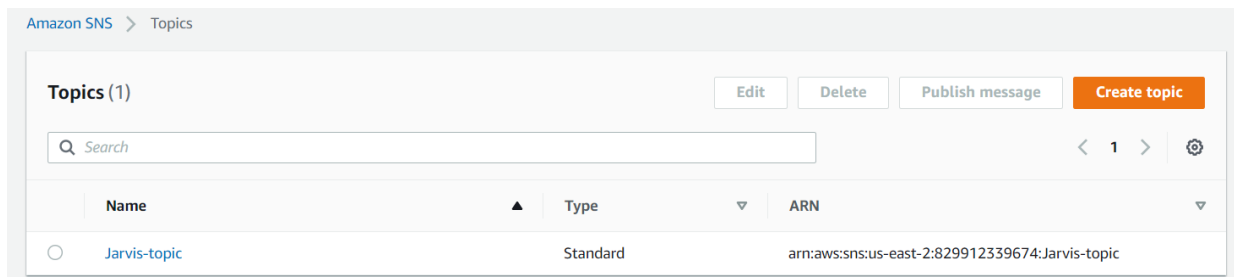 Amazon SNS > Topics
Topics (1) Edit Delete Publish message Create topic
Search < 1 >
Name Type ARN
Jarvis-topic Standard arn:aws:sns:us-east-2:829912339674:Jarvis-topic